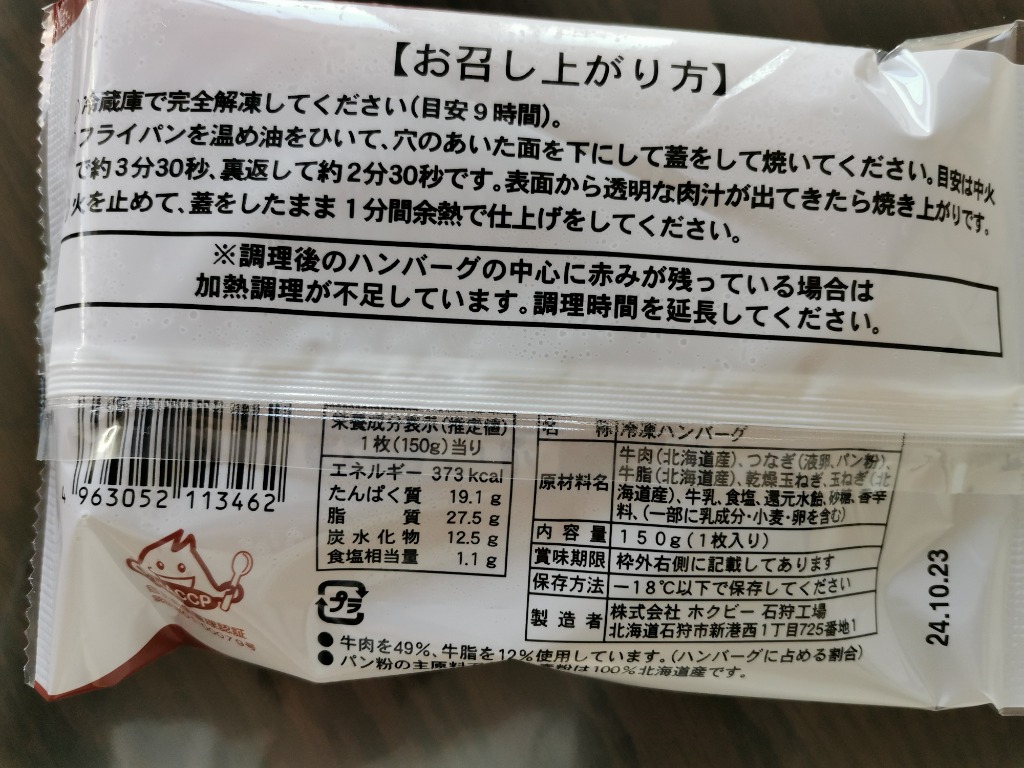 【お召し上がり方】
冷蔵庫で完全解凍してください(目安9時間)。
フライパンを温め油をひいて、穴のあいた面を下にして蓋をして焼いてください。目安は中火
で約3分30秒、裏返して約2分30秒です。表面から透明な肉汁が出てきたら焼き上がりです。
火を止めて、蓋をしたまま1分間余熱で仕上げをしてください。
※調理後のハンバーグの中心に赤みが残っている場合は
加熱調理が不足しています。調理時間を延長してください。
4 963052 113462
栄養成分表示(推定値)
1枚(150g)当り
エネルギー 373 kcal
たんぱく質 19.1 g
脂質 27.5 g
炭水化物 12.5 g
食塩相当量 1.1 g
名称 冷凍ハンバーグ
原材料名 牛肉(北海道産)、つなぎ(液卵、パン粉)、
牛脂(北海道産)、乾燥玉ねぎ、玉ねぎ(北
海道産)、牛乳、食塩、還元水飴、砂糖、香辛
料、(一部に乳成分・小麦・卵を含む)
内容量 150g(1枚入り)
賞味期限 枠外右側に記載してあります
保存方法 −18℃以下で保存してください
製造者 株式会社 ホクビー 石狩工場
北海道石狩市新港西1丁目725番地1
24.10.23
プラ
●牛肉を49%、牛脂を12%使用しています。(ハンバーグに占める割合)
●パン粉の主原料 粉は100%北海道産です。